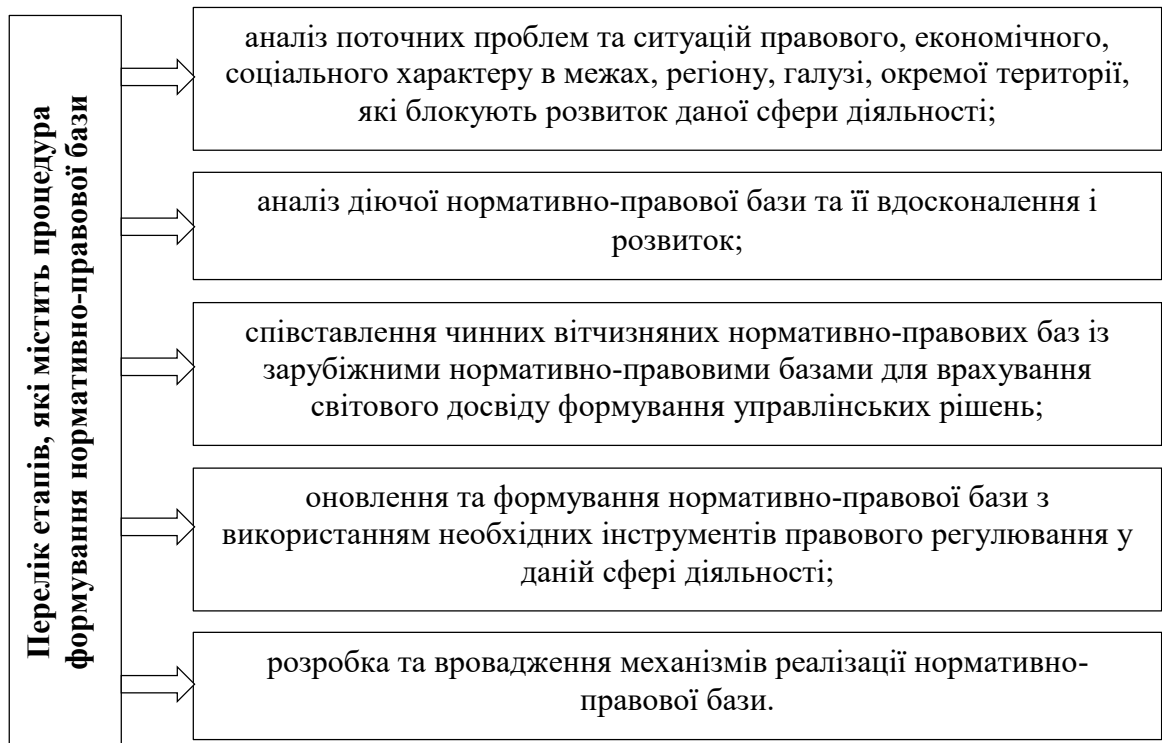 Перелік етапів, які містить процедура
формування нормативно-правової бази
аналіз поточних проблем та ситуацій правового, економічного,
соціального характеру в межах, регіону, галузі, окремої території,
які блокують розвиток даної сфери діяльності;
аналіз діючої нормативно-правової бази та її вдосконалення і
розвиток;
співставлення чинних вітчизняних нормативно-правових баз із
зарубіжними нормативно-правовими базами для врахування
світового досвіду формування управлінських рішень;
оновлення та формування нормативно-правової бази з
використанням необхідних інструментів правового регулювання у
даній сфері діяльності;
розробка та вровадження механізмів реалізації нормативно-
правової бази.